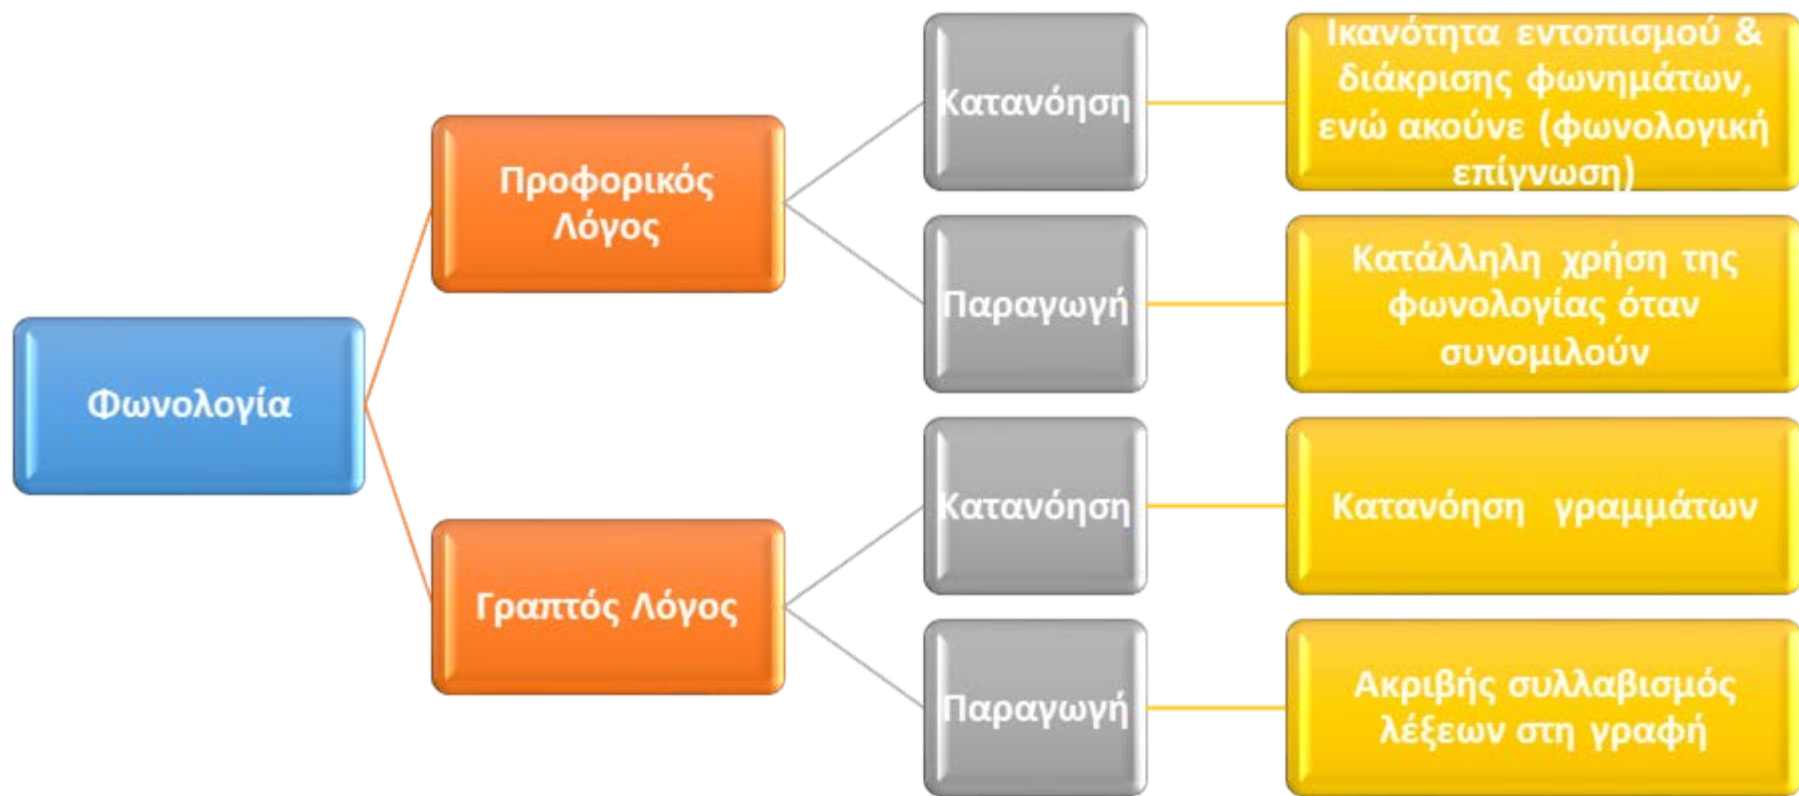 Φωνολογία
Προφορικός
Λόγος
Κατανόηση
Ικανότητα εντοπισμού &
διάκρισης φωνημάτων,
ενώ ακούνε (φωνολογική
επίγνωση)
Παραγωγή
Κατάλληλη χρήση της
φωνολογίας όταν
συνομιλούν
Γραπτός Λόγος
Κατανόηση
Κατανόηση γραμμάτων
Παραγωγή
Ακριβής συλλαβισμός
λέξεων στη γραφή